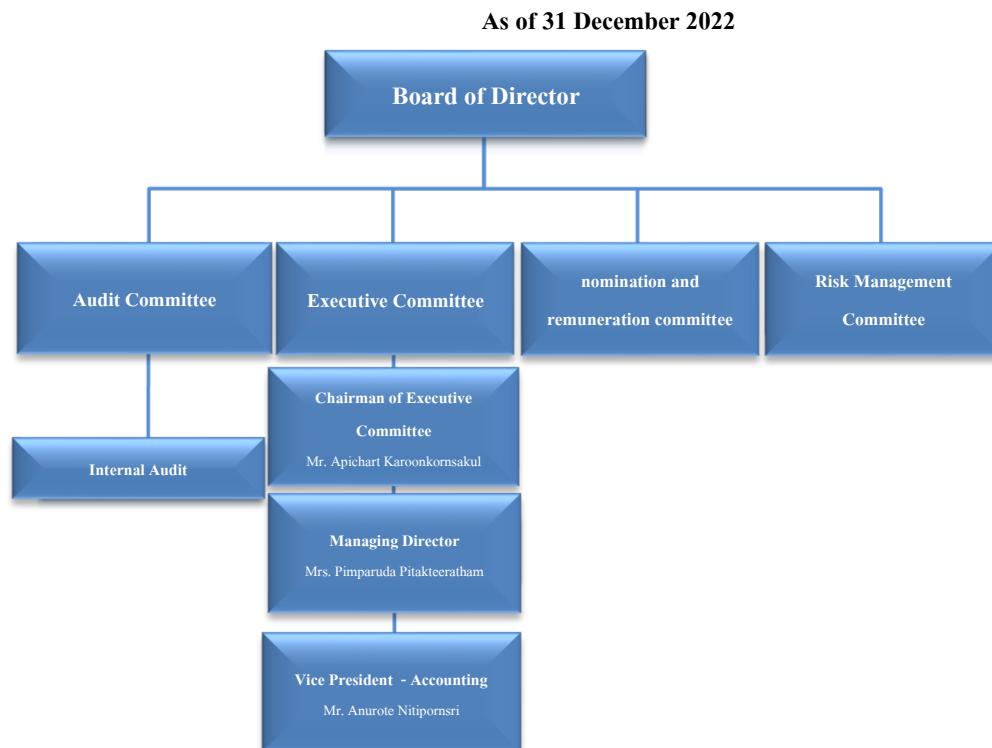 As of 31 December 2022
Board of Director
Audit Committee
Executive Committee
nomination and
remuneration committee
Risk Management
Committee
Chairman of Executive
Committee
Mr. Apichart Karoonkornsakul
Internal Audit
Managing Director
Mrs. Pimparuda Pitakteeratham
Vice President - Accounting
Mr. Anurote Nitipornsri